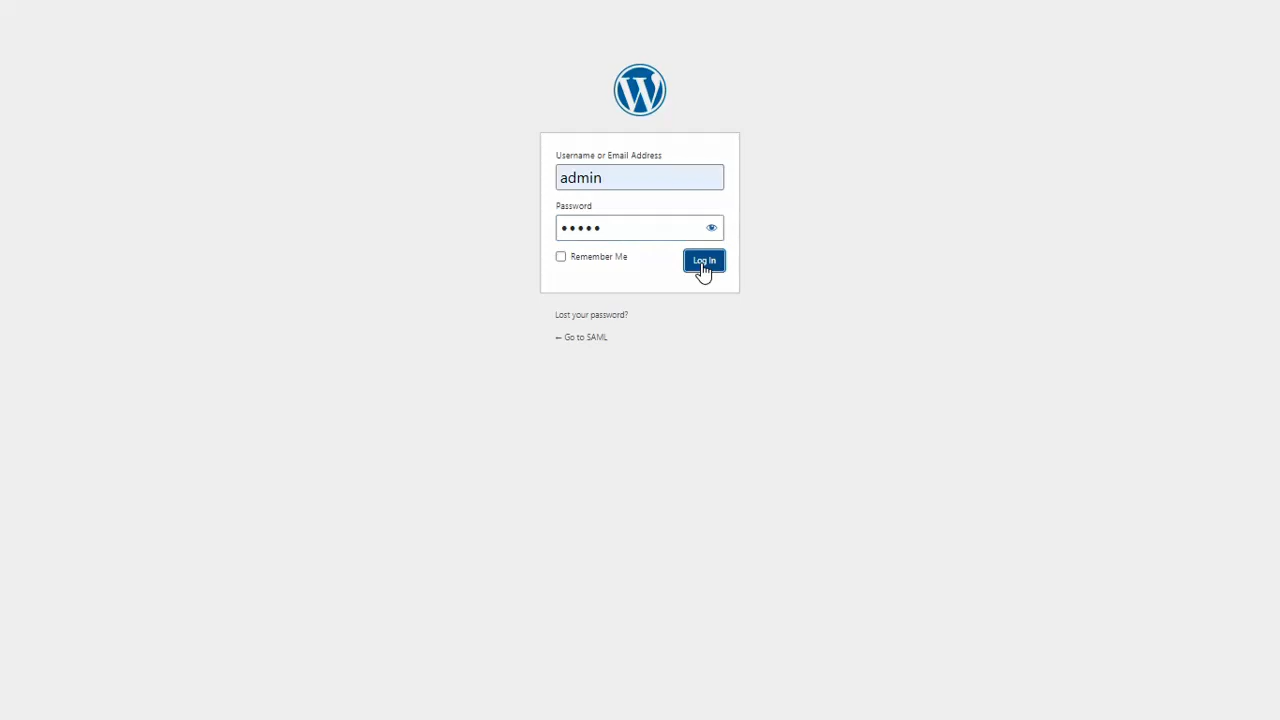 Username or Email Address
admin
Password
•••••
Remember Me
Log In
Lost your password?
← Go to SAML